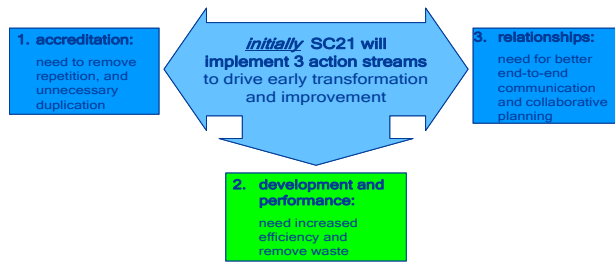 1. accreditation:
need to remove
repetition, and
unnecessary
duplication
initially SC21 will
implement 3 action streams
to drive early transformation
and improvement
3. relationships:
need for better
end-to-end
communication
and collaborative
planning
2. development and
performance:
need increased
efficiency and
remove waste